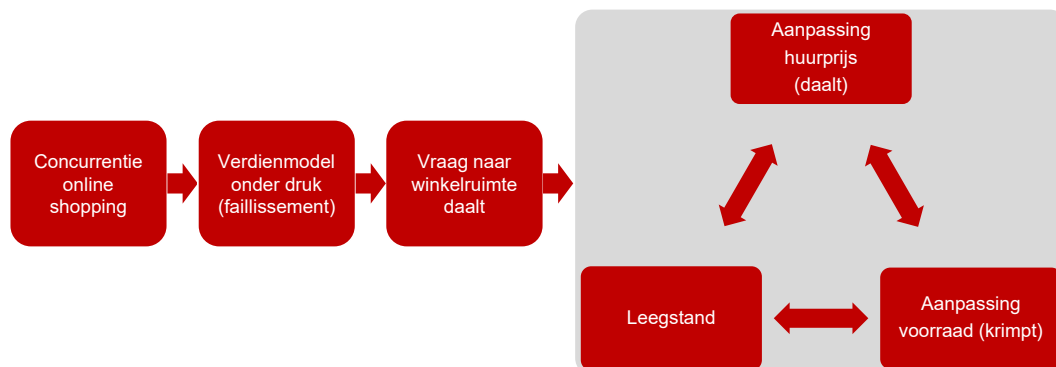 Concurrentie
online
shopping
Verdienmodel
onder druk
(faillissement)
Vraag naar
winkelruimte
daalt
Aanpassing
huurprijs
(daalt)
Leegstand
Aanpassing
voorraad (krimpt)